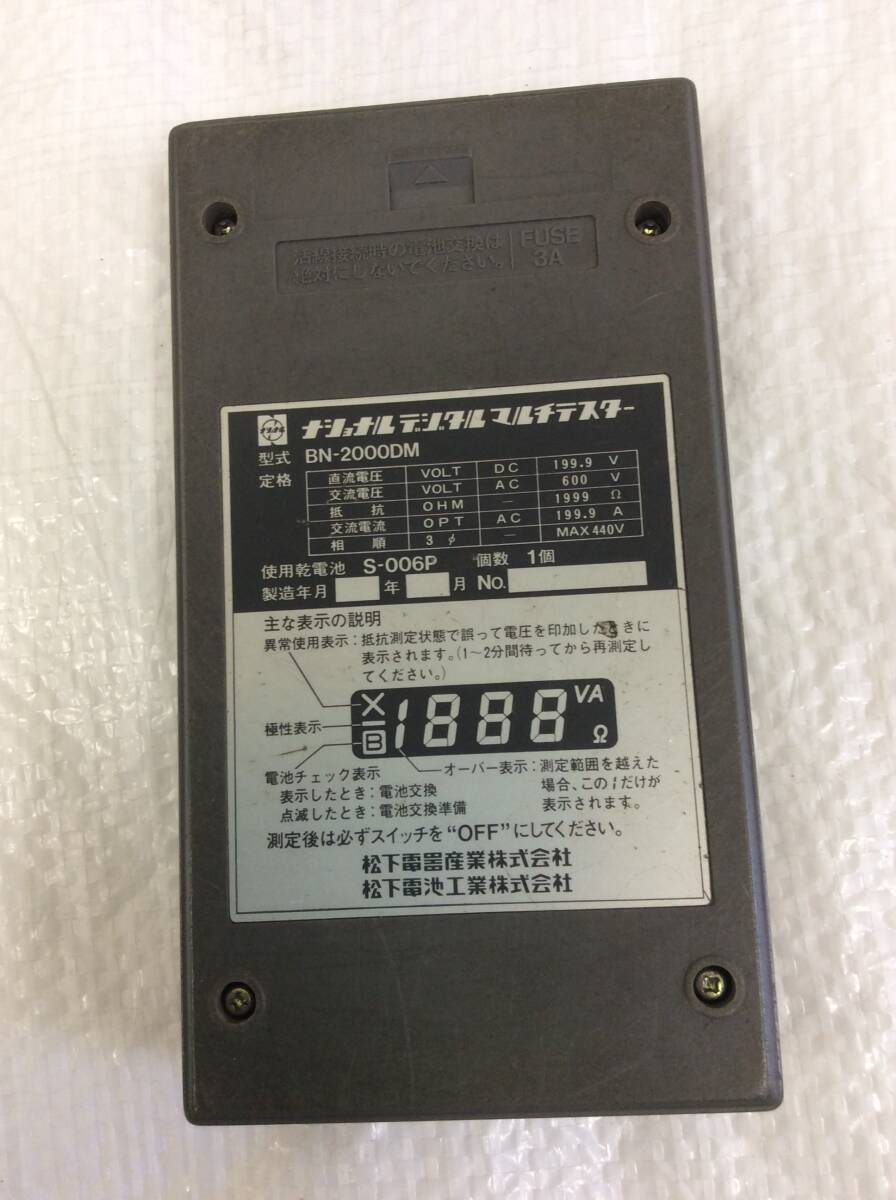 活線接続時の電池交換は
絶対にしないでください。
FUSE
3A
ナショナル
ナショナル デジタル マルチテスター
型式 BN-2000DM
定格
直流電圧 VOLT DC 199.9 V
交流電圧 VOLT AC 600 V
抵抗 OHM — 1999 Ω
交流電流 OPT AC 199.9 A
相順 3φ — MAX 440V
使用乾電池 S-006P 個数 1個
製造年月 年 月 No.
主な表示の説明
異常使用表示：抵抗測定状態で誤って電圧を印加したときに
表示されます。(1〜2分間待ってから再測定し
てください。)
X
極性表示
B
1888
VA
Ω
電池チェック表示
表示したとき：電池交換
点滅したとき：電池交換準備
オーバー表示：測定範囲を越えた
場合、この1だけが
表示されます。
測定後は必ずスイッチを“OFF”にしてください。
松下電器産業株式会社
松下電池工業株式会社